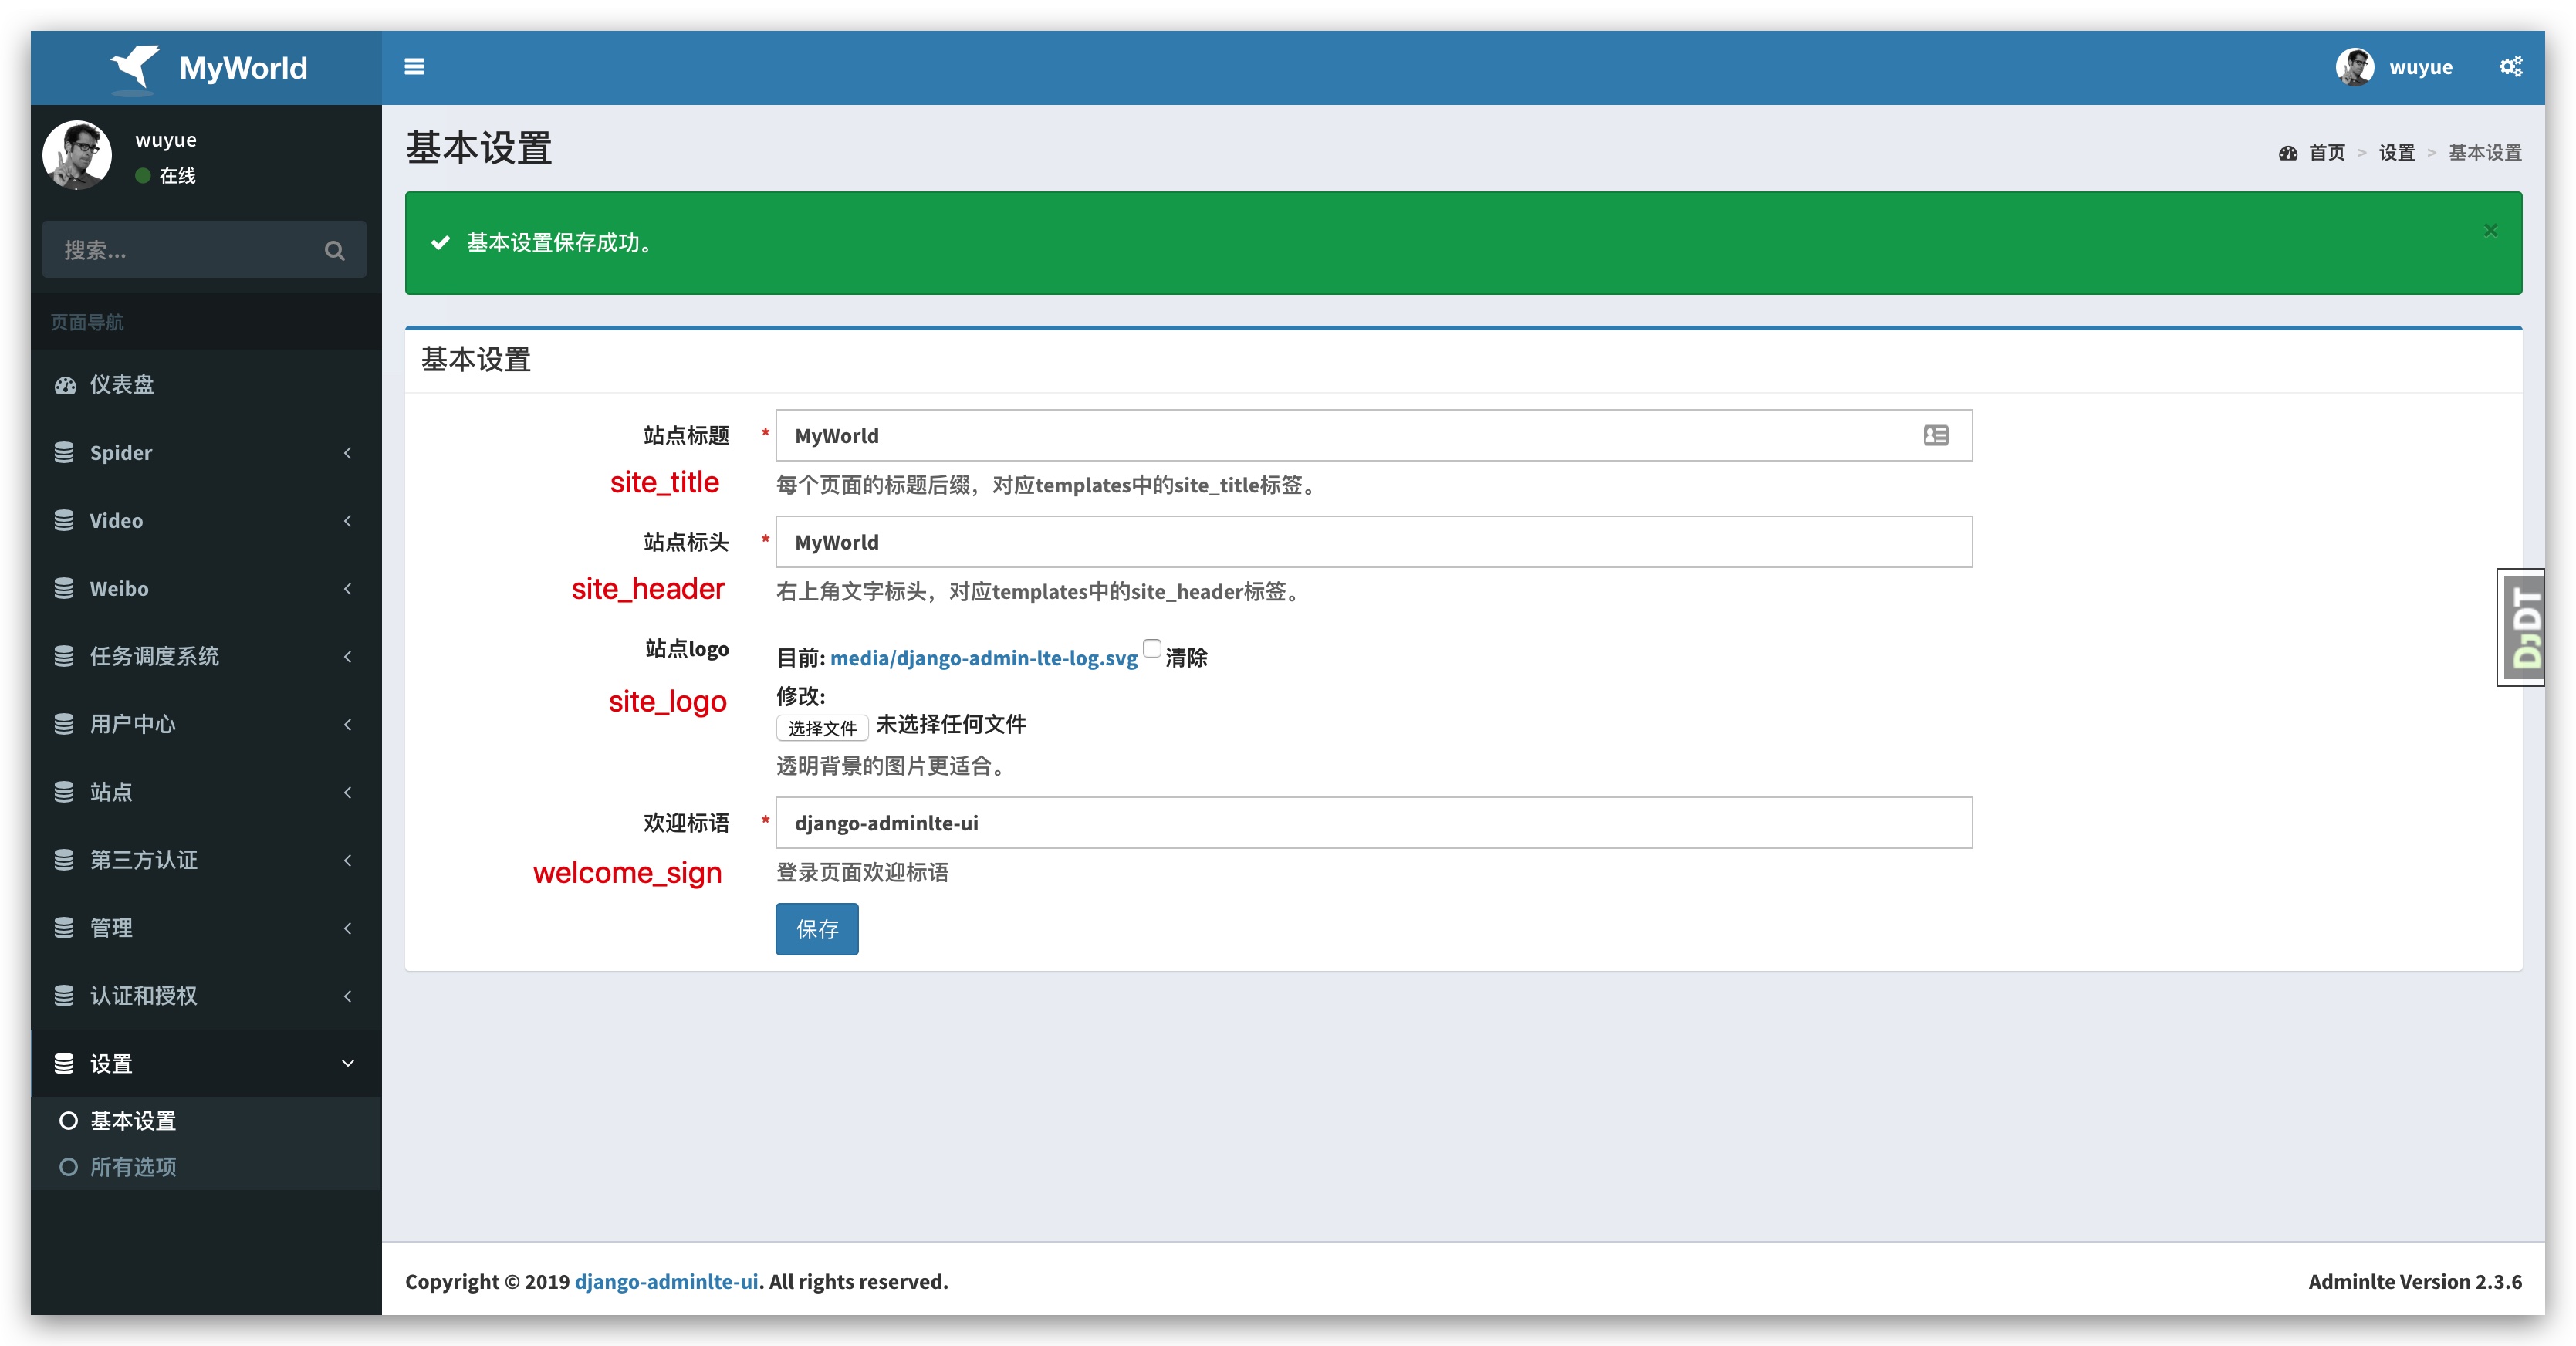 MyWorld
wuyue
wuyue
在线
搜索...
页面导航
仪表盘
Spider
Video
Weibo
任务调度系统
用户中心
站点
第三方认证
管理
认证和授权
设置
基本设置
所有选项
基本设置
首页 > 设置 > 基本设置
基本设置保存成功。
×
基本设置
站点标题 * MyWorld
site_title 每个页面的标题后缀，对应templates中的site_title标签。
站点标头 * MyWorld
site_header 右上角文字标头，对应templates中的site_header标签。
站点logo 目前: media/django-admin-lte-log.svg 清除
site_logo 修改:
选择文件 未选择任何文件
透明背景的图片更适合。
欢迎标语 * django-adminlte-ui
welcome_sign 登录页面欢迎标语
保存
DJDT
Copyright © 2019 django-adminlte-ui. All rights reserved.
Adminlte Version 2.3.6